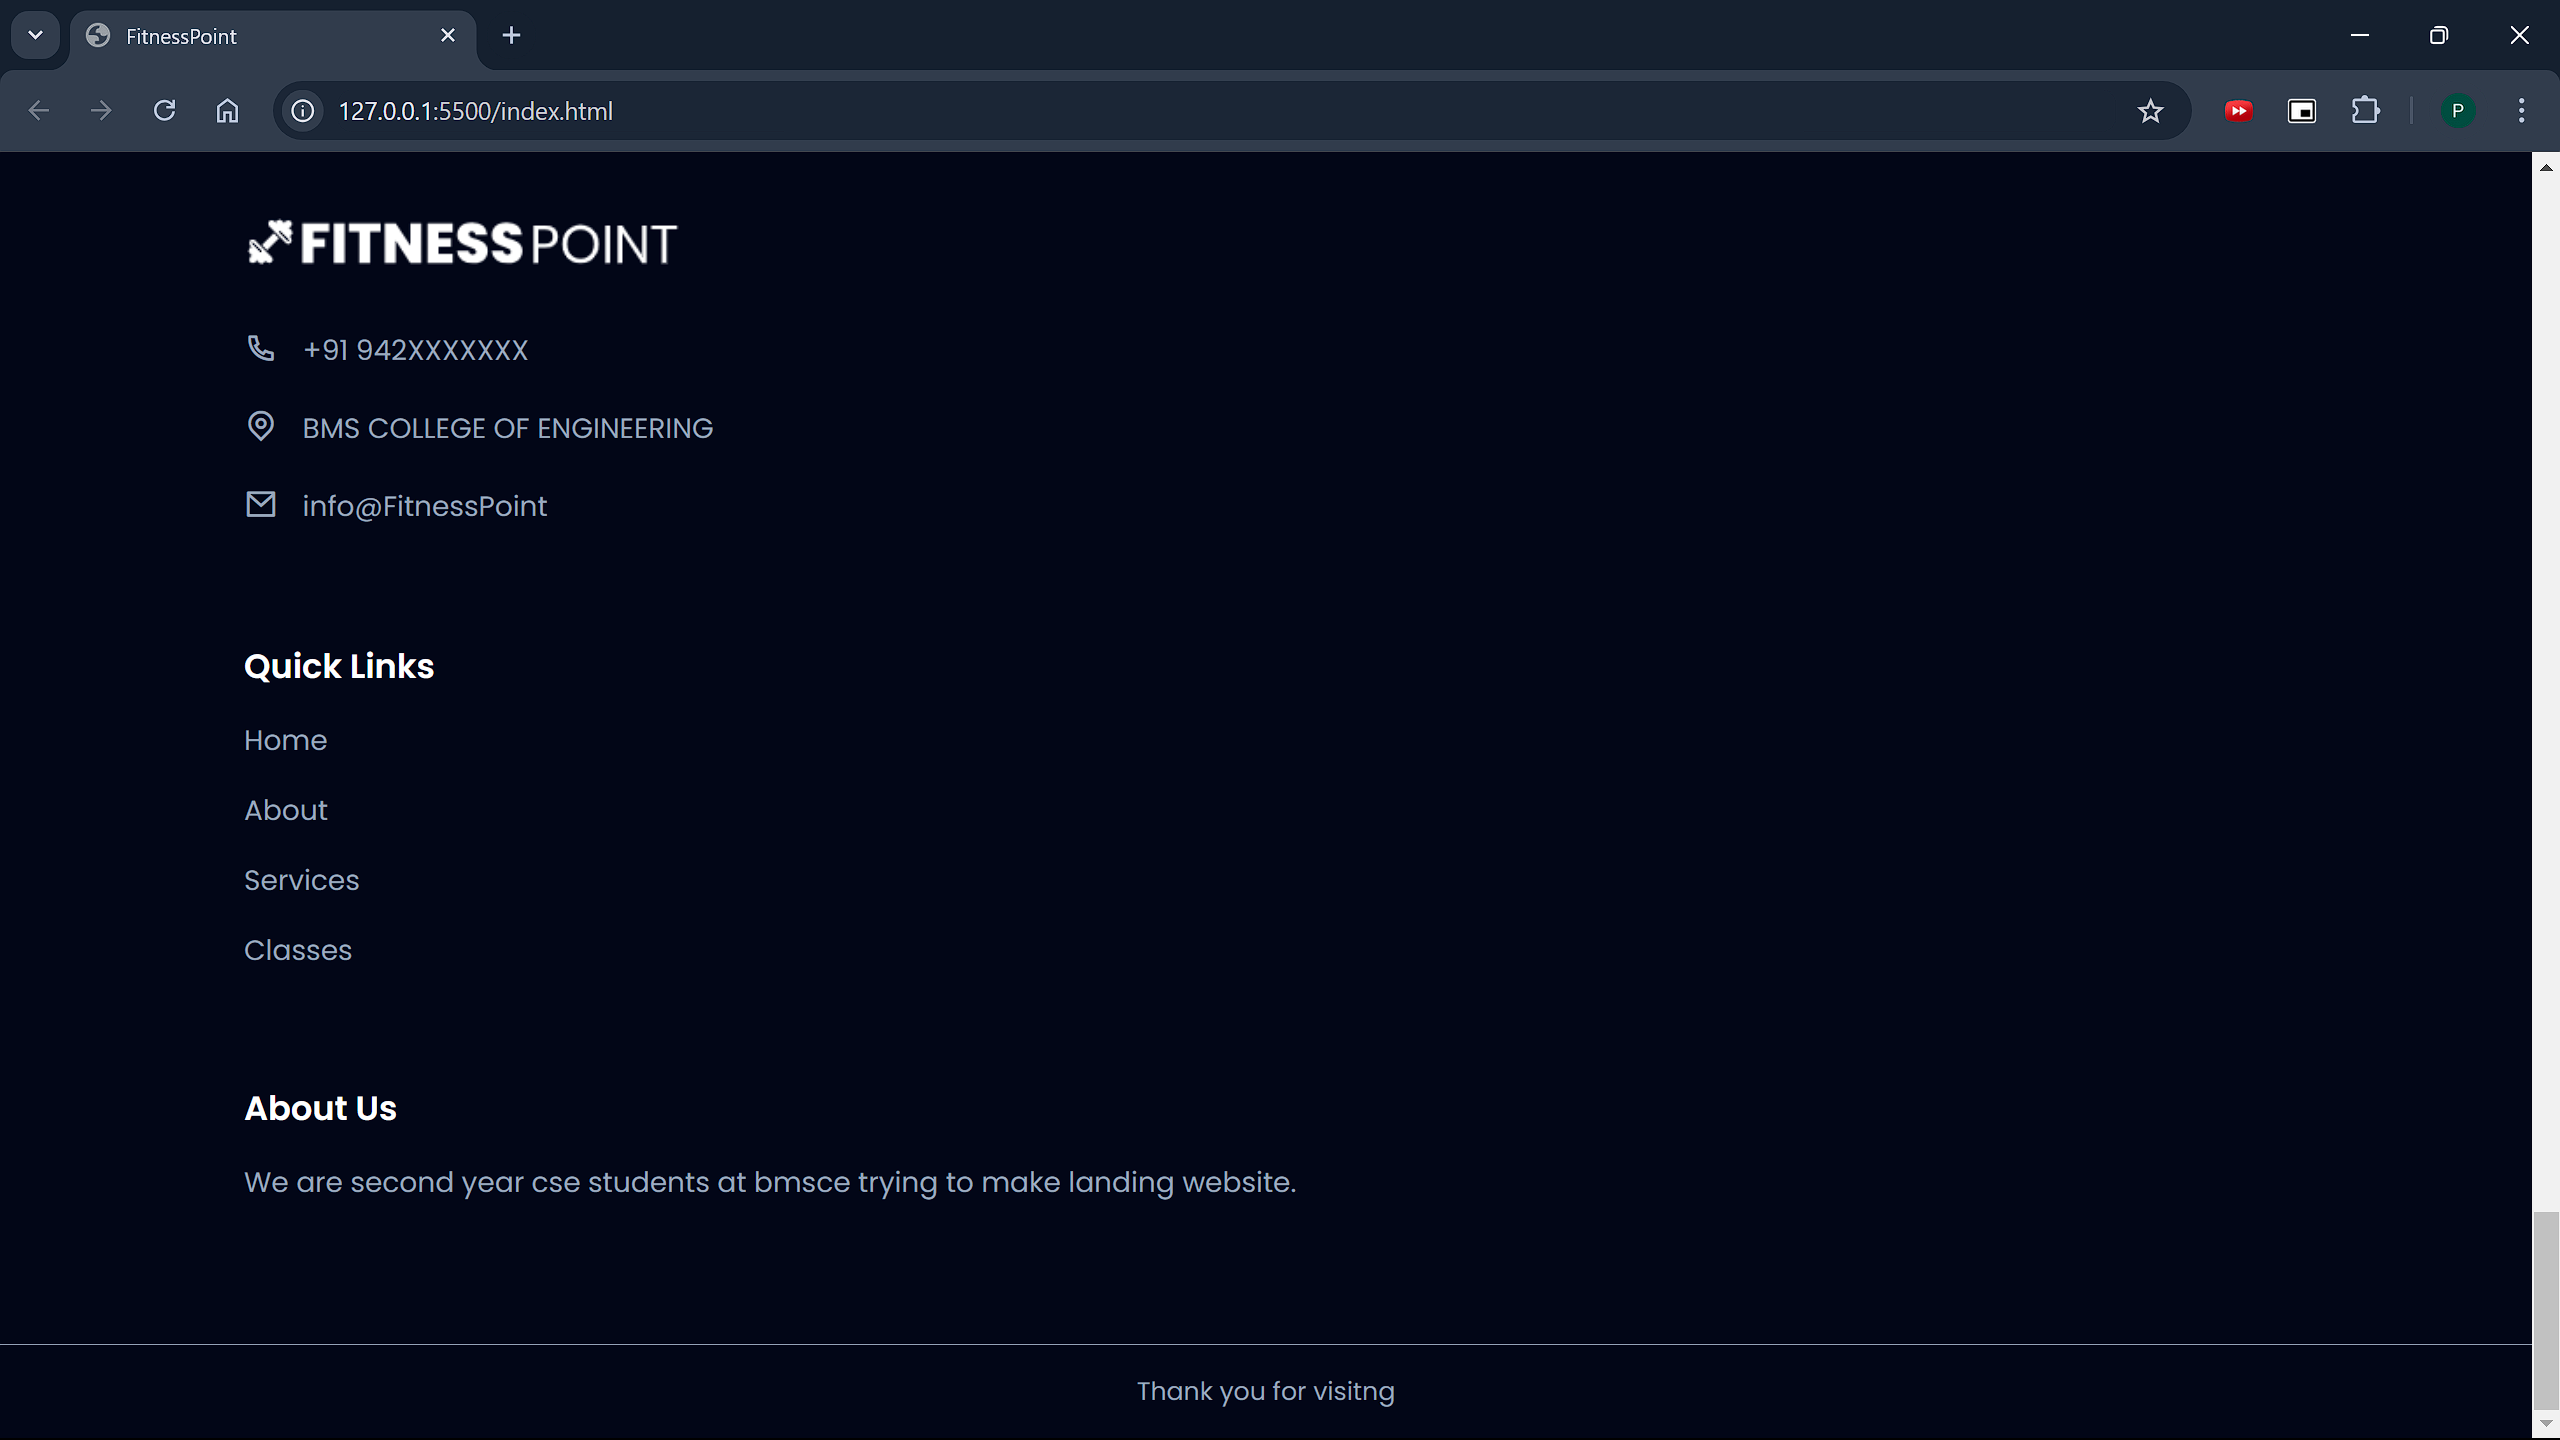 FitnessPoint
127.0.0.1:5500/index.html
P
FITNESS POINT
+91 942XXXXXXX
BMS COLLEGE OF ENGINEERING
info@FitnessPoint
Quick Links
Home
About
Services
Classes
About Us
We are second year cse students at bmsce trying to make landing website.
Thank you for visitng